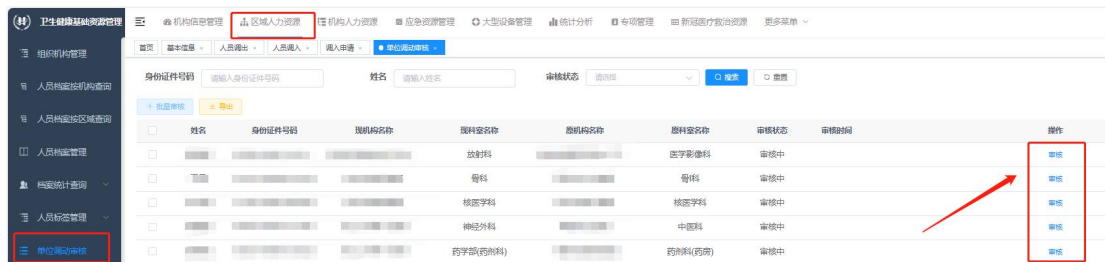 卫生健康基础资源管理 机构信息管理 区域人力资源 机构人力资源 应急资源管理 大型设备管理 统计分析 专项管理 新冠医疗救治资源 更多菜单
组织机构管理
首页 基本信息 × 人员调出 × 人员调入 × 调入申请 × 单位调动审核 ×
人员档案按机构查询
身份证件号码 请输入身份证件号码 姓名 请输入姓名 审核状态 请选择 搜索 重置
人员档案按区域查询
+ 批量审核 导出
姓名 身份证件号码 现机构名称 现科室名称 原机构名称 原科室名称 审核状态 审核时间 操作
人员档案管理
放射科 医学影像科 审核中 审核
档案统计查询
骨科 骨科 审核中 审核
核医学科 核医学科 审核中 审核
人员标签管理
神经外科 中医科 审核中 审核
单位调动审核
药学部(药剂科) 药剂科(药房) 审核中 审核